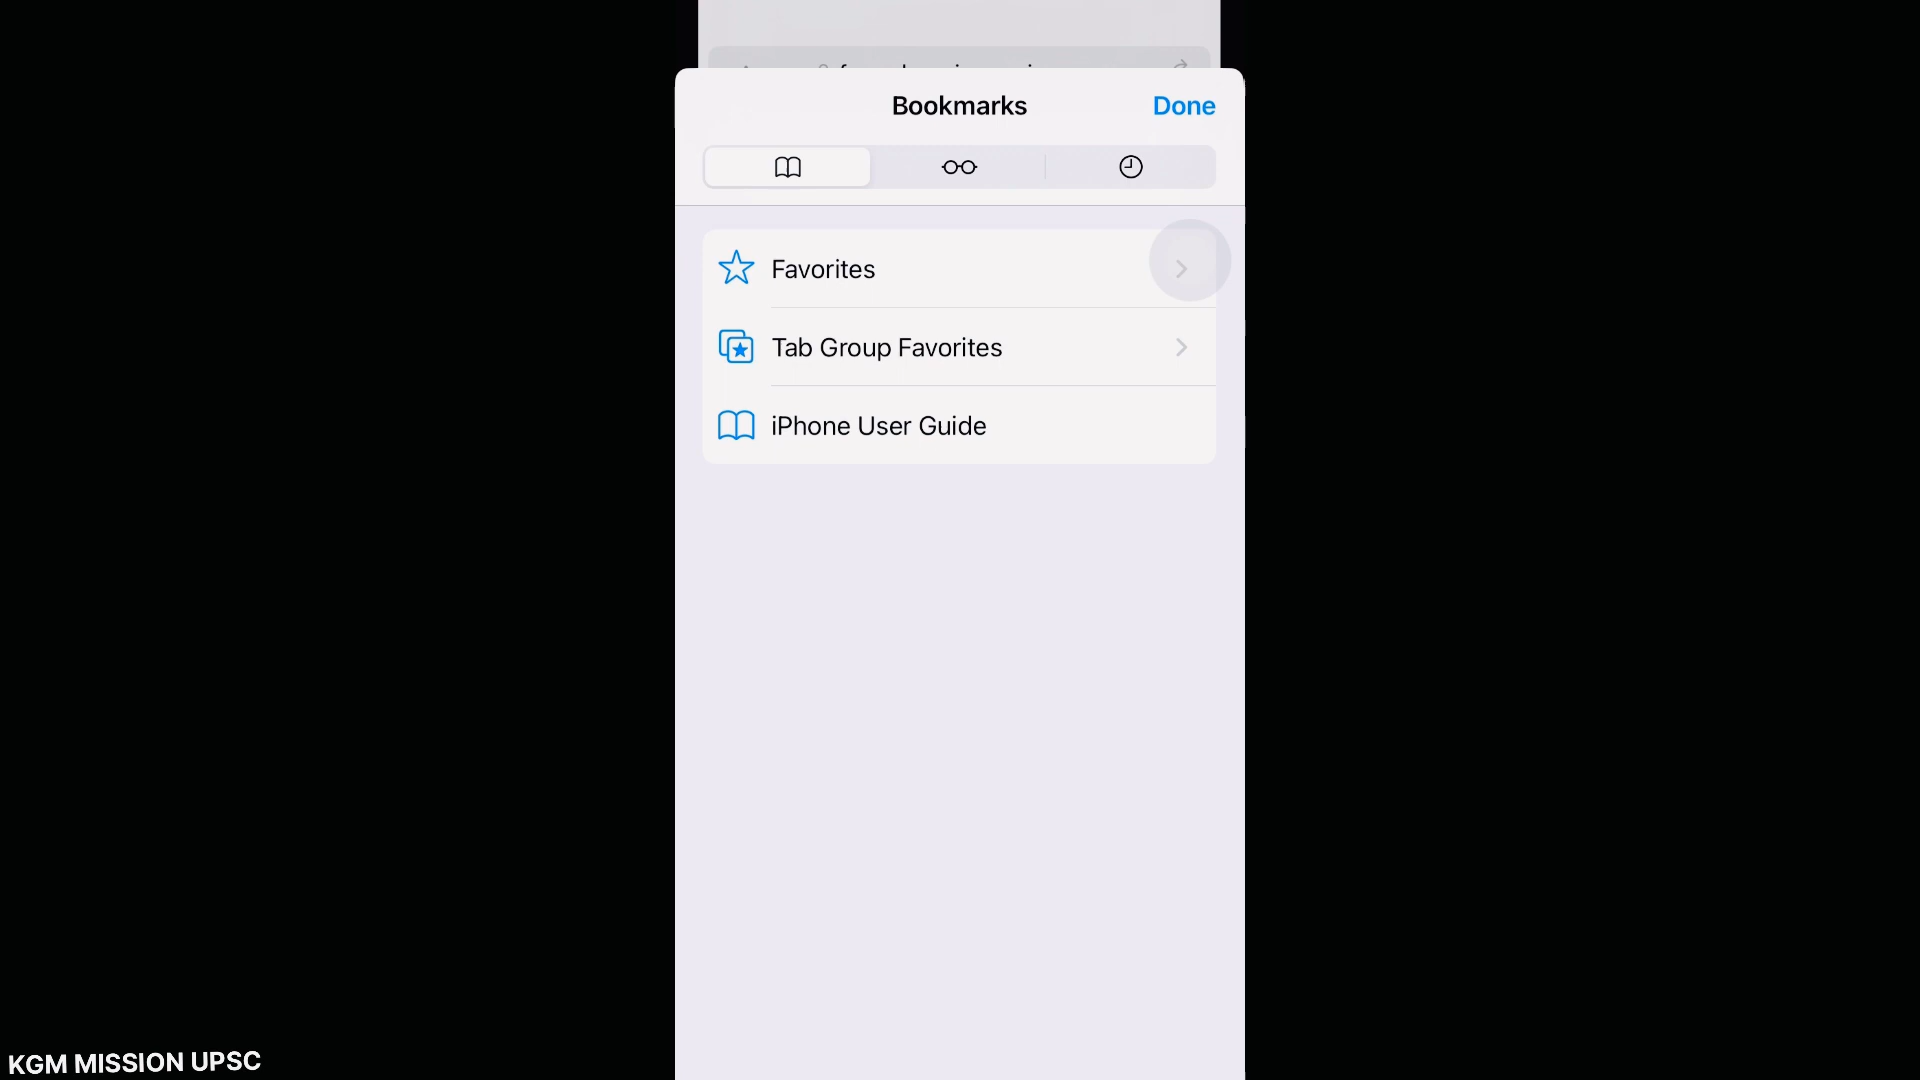 Bookmarks
Done
Favorites
Tab Group Favorites
iPhone User Guide
KGM MISSION UPSC